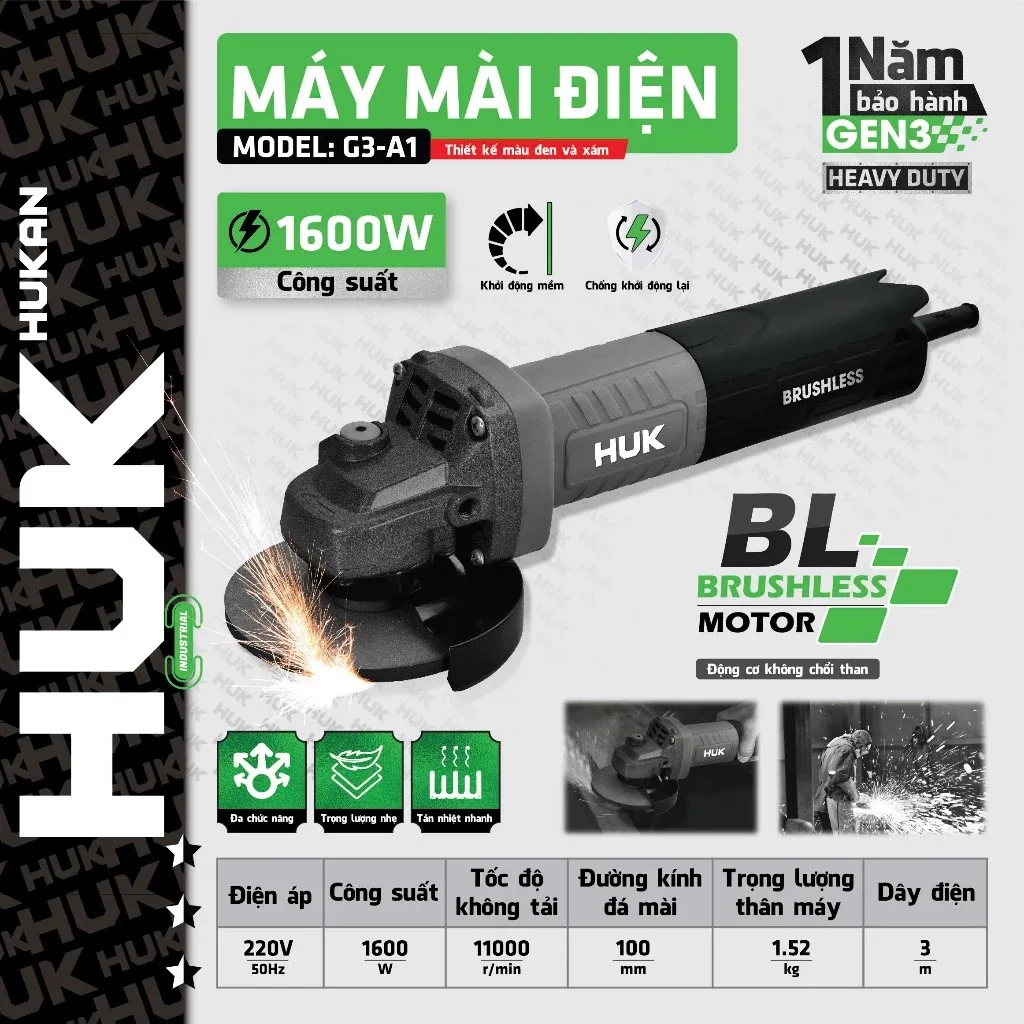 HUK HUKAN
INDUSTRIAL
MÁY MÀI ĐIỆN
MODEL: G3-A1
Thiết kế màu đen và xám
1 Năm
bảo hành
GEN3
HEAVY DUTY
1600W
Công suất
Khởi động mềm
Chống khởi động lại
HUK
BRUSHLESS
BL
BRUSHLESS
MOTOR
Động cơ không chổi than
Đa chức năng
Trọng lượng nhẹ
Tản nhiệt nhanh
HUK
Điện áp
Công suất
Tốc độ
không tải
Đường kính
đá mài
Trọng lượng
thân máy
Dây điện
220V
50Hz
1600
W
11000
r/min
100
mm
1.52
kg
3
m